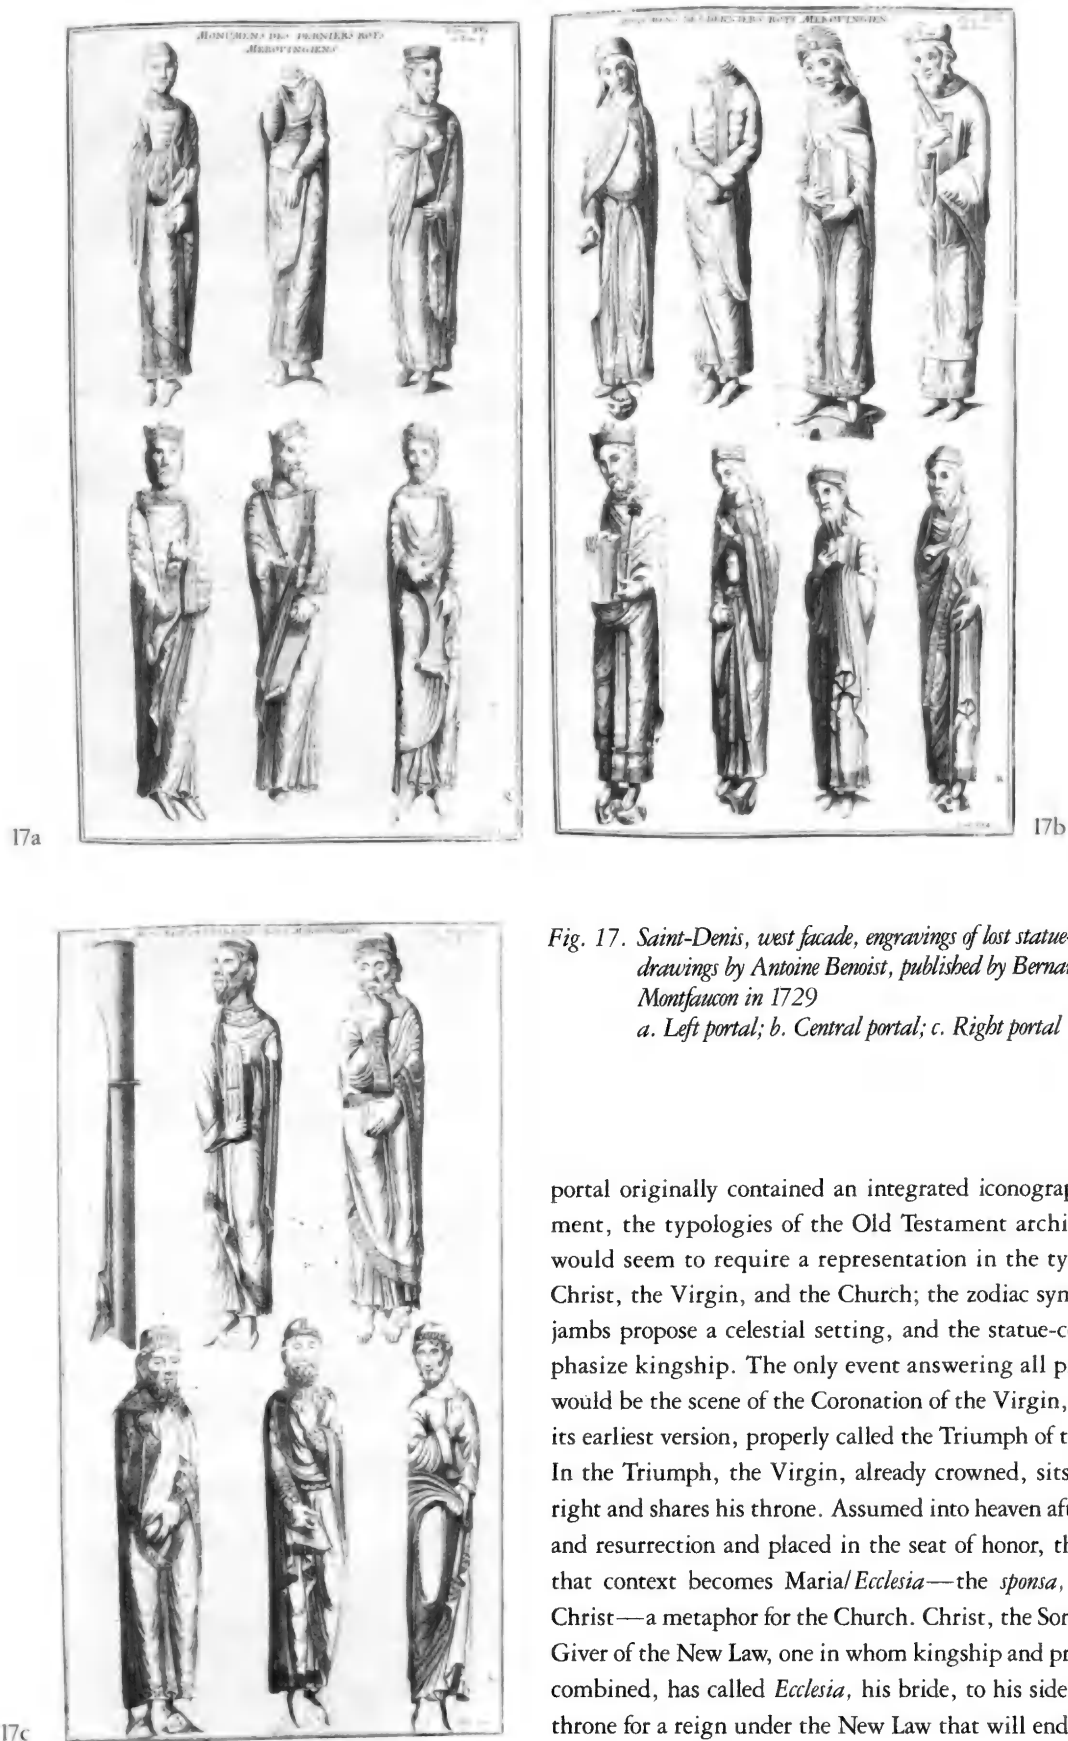 MONUMENS DES DERNIERS ROYS
MEROVINGIENS
17a
17b
Fig. 17. Saint-Denis, west facade, engravings of lost statue-
drawings by Antoine Benoist, published by Berna
Montfaucon in 1729
a. Left portal; b. Central portal; c. Right portal
17c
portal originally contained an integrated iconograp
ment, the typologies of the Old Testament archi
would seem to require a representation in the ty
Christ, the Virgin, and the Church; the zodiac syn
jambs propose a celestial setting, and the statue-c
phasize kingship. The only event answering all p
would be the scene of the Coronation of the Virgin,
its earliest version, properly called the Triumph of t
In the Triumph, the Virgin, already crowned, sits
right and shares his throne. Assumed into heaven aft
and resurrection and placed in the seat of honor, th
that context becomes Maria/Ecclesia—the sponsa,
Christ—a metaphor for the Church. Christ, the Sor
Giver of the New Law, one in whom kingship and pr
combined, has called Ecclesia, his bride, to his side
throne for a reign under the New Law that will end